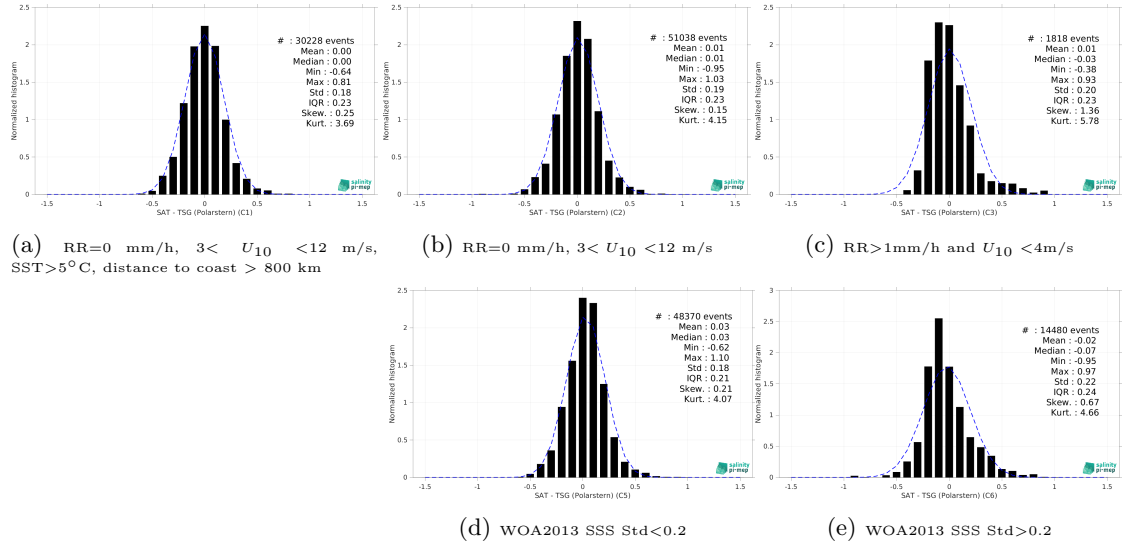 Normalized histogram
2.5
2
1.5
1
0.5
0
-1.5
-1
-0.5
0
0.5
1
1.5
SAT - TSG (Polarstern) (C1)
# : 30228 events
Mean : 0.00
Median : 0.00
Min : -0.64
Max : 0.81
Std : 0.18
IQR : 0.23
Skew. : 0.25
Kurt. : 3.69
salinity
pi-mep
(a) RR=0 mm/h, 3< U10 <12 m/s,
SST>5°C, distance to coast > 800 km
Normalized histogram
2.5
2
1.5
1
0.5
0
-1.5
-1
-0.5
0
0.5
1
1.5
SAT - TSG (Polarstern) (C2)
# : 51038 events
Mean : 0.01
Median : 0.01
Min : -0.95
Max : 1.03
Std : 0.19
IQR : 0.23
Skew. : 0.15
Kurt. : 4.15
salinity
pi-mep
(b) RR=0 mm/h, 3< U10 <12 m/s
Normalized histogram
2.5
2
1.5
1
0.5
0
-1.5
-1
-0.5
0
0.5
1
1.5
SAT - TSG (Polarstern) (C3)
# : 1818 events
Mean : 0.01
Median : -0.03
Min : -0.38
Max : 0.93
Std : 0.20
IQR : 0.23
Skew. : 1.36
Kurt. : 5.78
salinity
pi-mep
(c) RR>1mm/h and U10 <4m/s
Normalized histogram
2.5
2
1.5
1
0.5
0
-1.5
-1
-0.5
0
0.5
1
1.5
SAT - TSG (Polarstern) (C5)
# : 48370 events
Mean : 0.03
Median : 0.03
Min : -0.62
Max : 1.10
Std : 0.18
IQR : 0.21
Skew. : 0.21
Kurt. : 4.07
salinity
pi-mep
(d) WOA2013 SSS Std<0.2
Normalized histogram
3
2.5
2
1.5
1
0.5
0
-1.5
-1
-0.5
0
0.5
1
1.5
SAT - TSG (Polarstern) (C6)
# : 14480 events
Mean : -0.02
Median : -0.07
Min : -0.95
Max : 0.97
Std : 0.22
IQR : 0.24
Skew. : 0.67
Kurt. : 4.66
salinity
pi-mep
(e) WOA2013 SSS Std>0.2